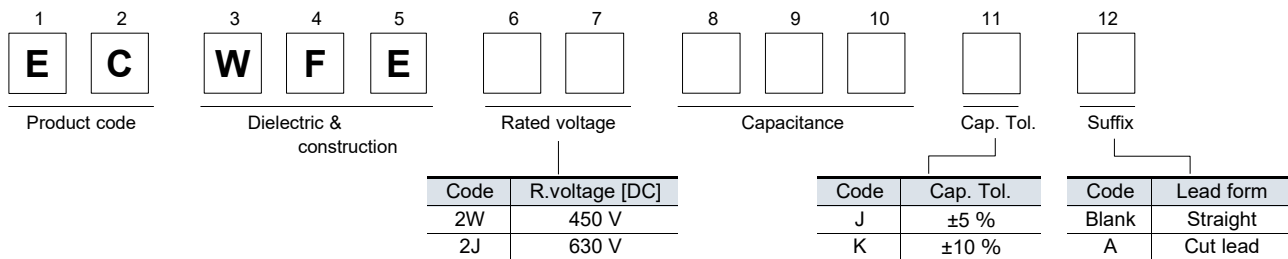 1 2 3 4 5 6 7 8 9 10 11 12
E C W F E
Product code Dielectric & construction Rated voltage Capacitance Cap. Tol. Suffix
Code R.voltage [DC] Code Cap. Tol. Code Lead form
2W 450 V J ±5 % Blank Straight
2J 630 V K ±10 % A Cut lead